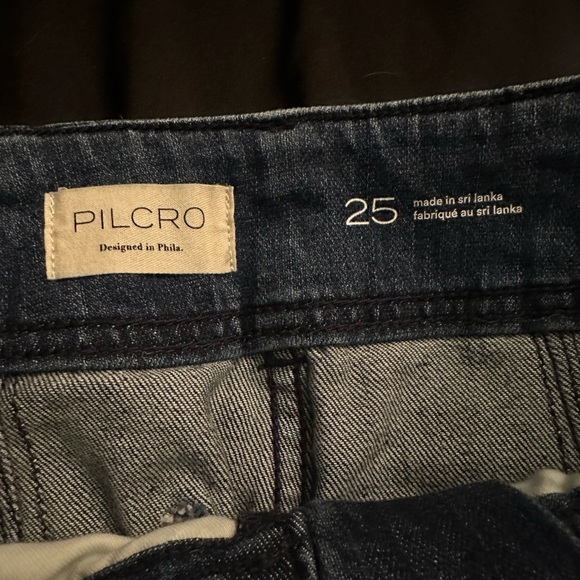 PILCRO
Designed in Phila.
25
made in sri lanka
fabriqué au sri lanka